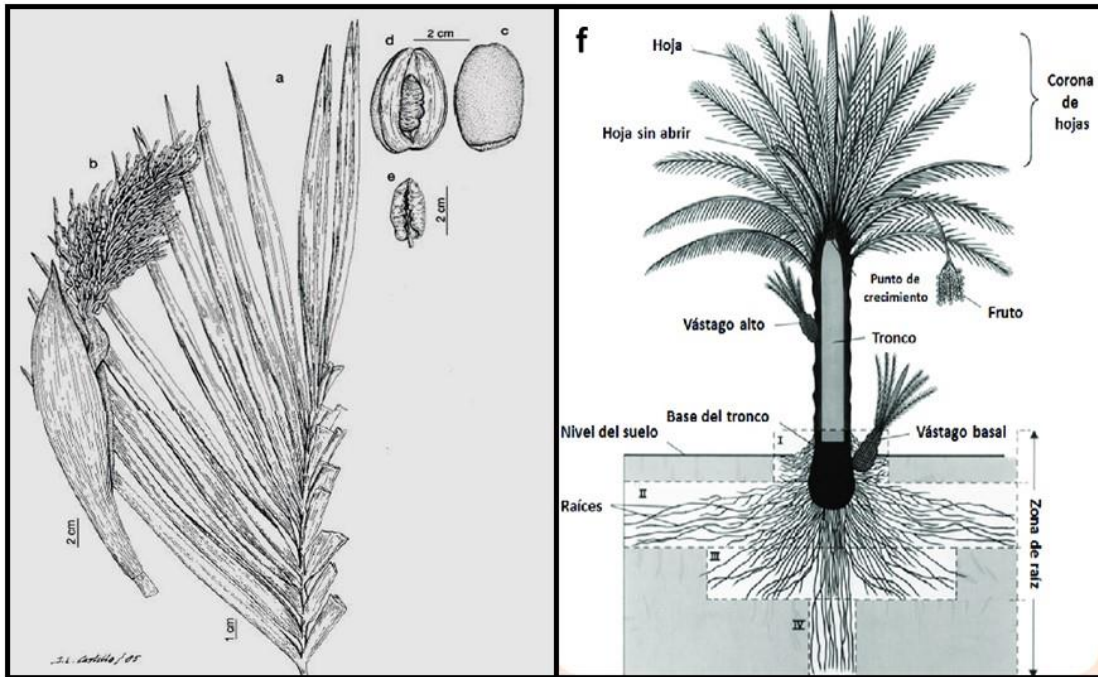 a
b
c
d
e
2 cm
2 cm
2 cm
1 cm
J.L. Castillo/05
f
Hoja
Corona
de
hojas
Hoja sin abrir
Punto de
crecimiento
Fruto
Vástago alto
Tronco
Base del tronco
Nivel del suelo
Vástago basal
I
II
Raíces
III
IV
Zona de raíz